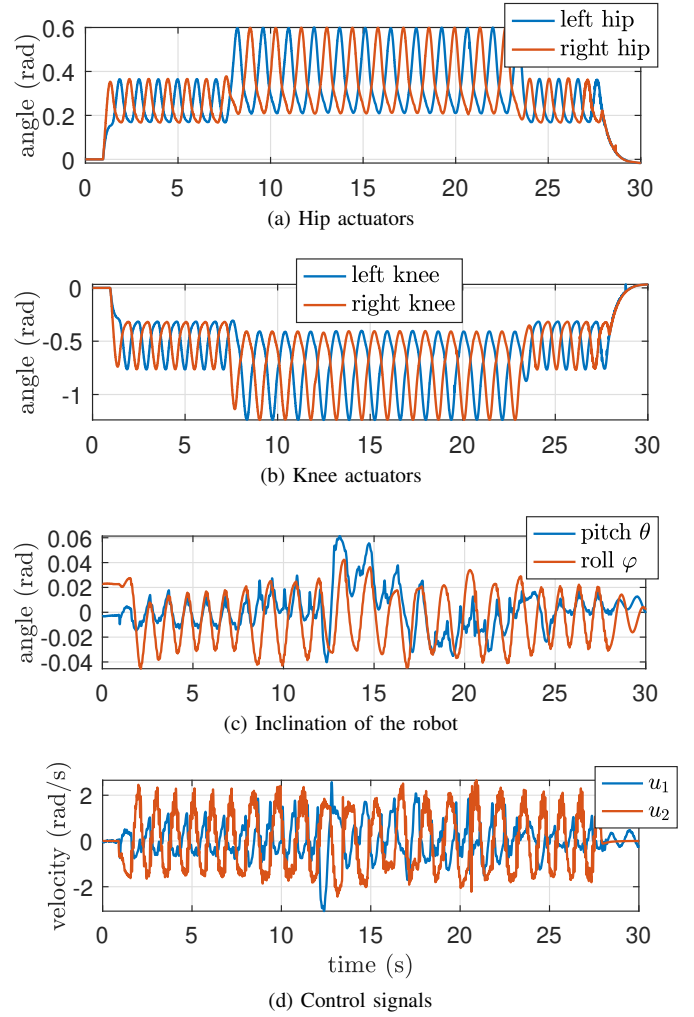 0.6
0.4
0.2
0
angle (rad)
left hip
right hip
0 5 10 15 20 25 30
(a) Hip actuators
0
-0.5
-1
angle (rad)
left knee
right knee
0 5 10 15 20 25 30
(b) Knee actuators
0.06
0.04
0.02
0
-0.02
-0.04
angle (rad)
pitch θ
roll φ
0 5 10 15 20 25 30
(c) Inclination of the robot
2
0
-2
velocity (rad/s)
u₁
u₂
0 5 10 15 20 25 30
time (s)
(d) Control signals